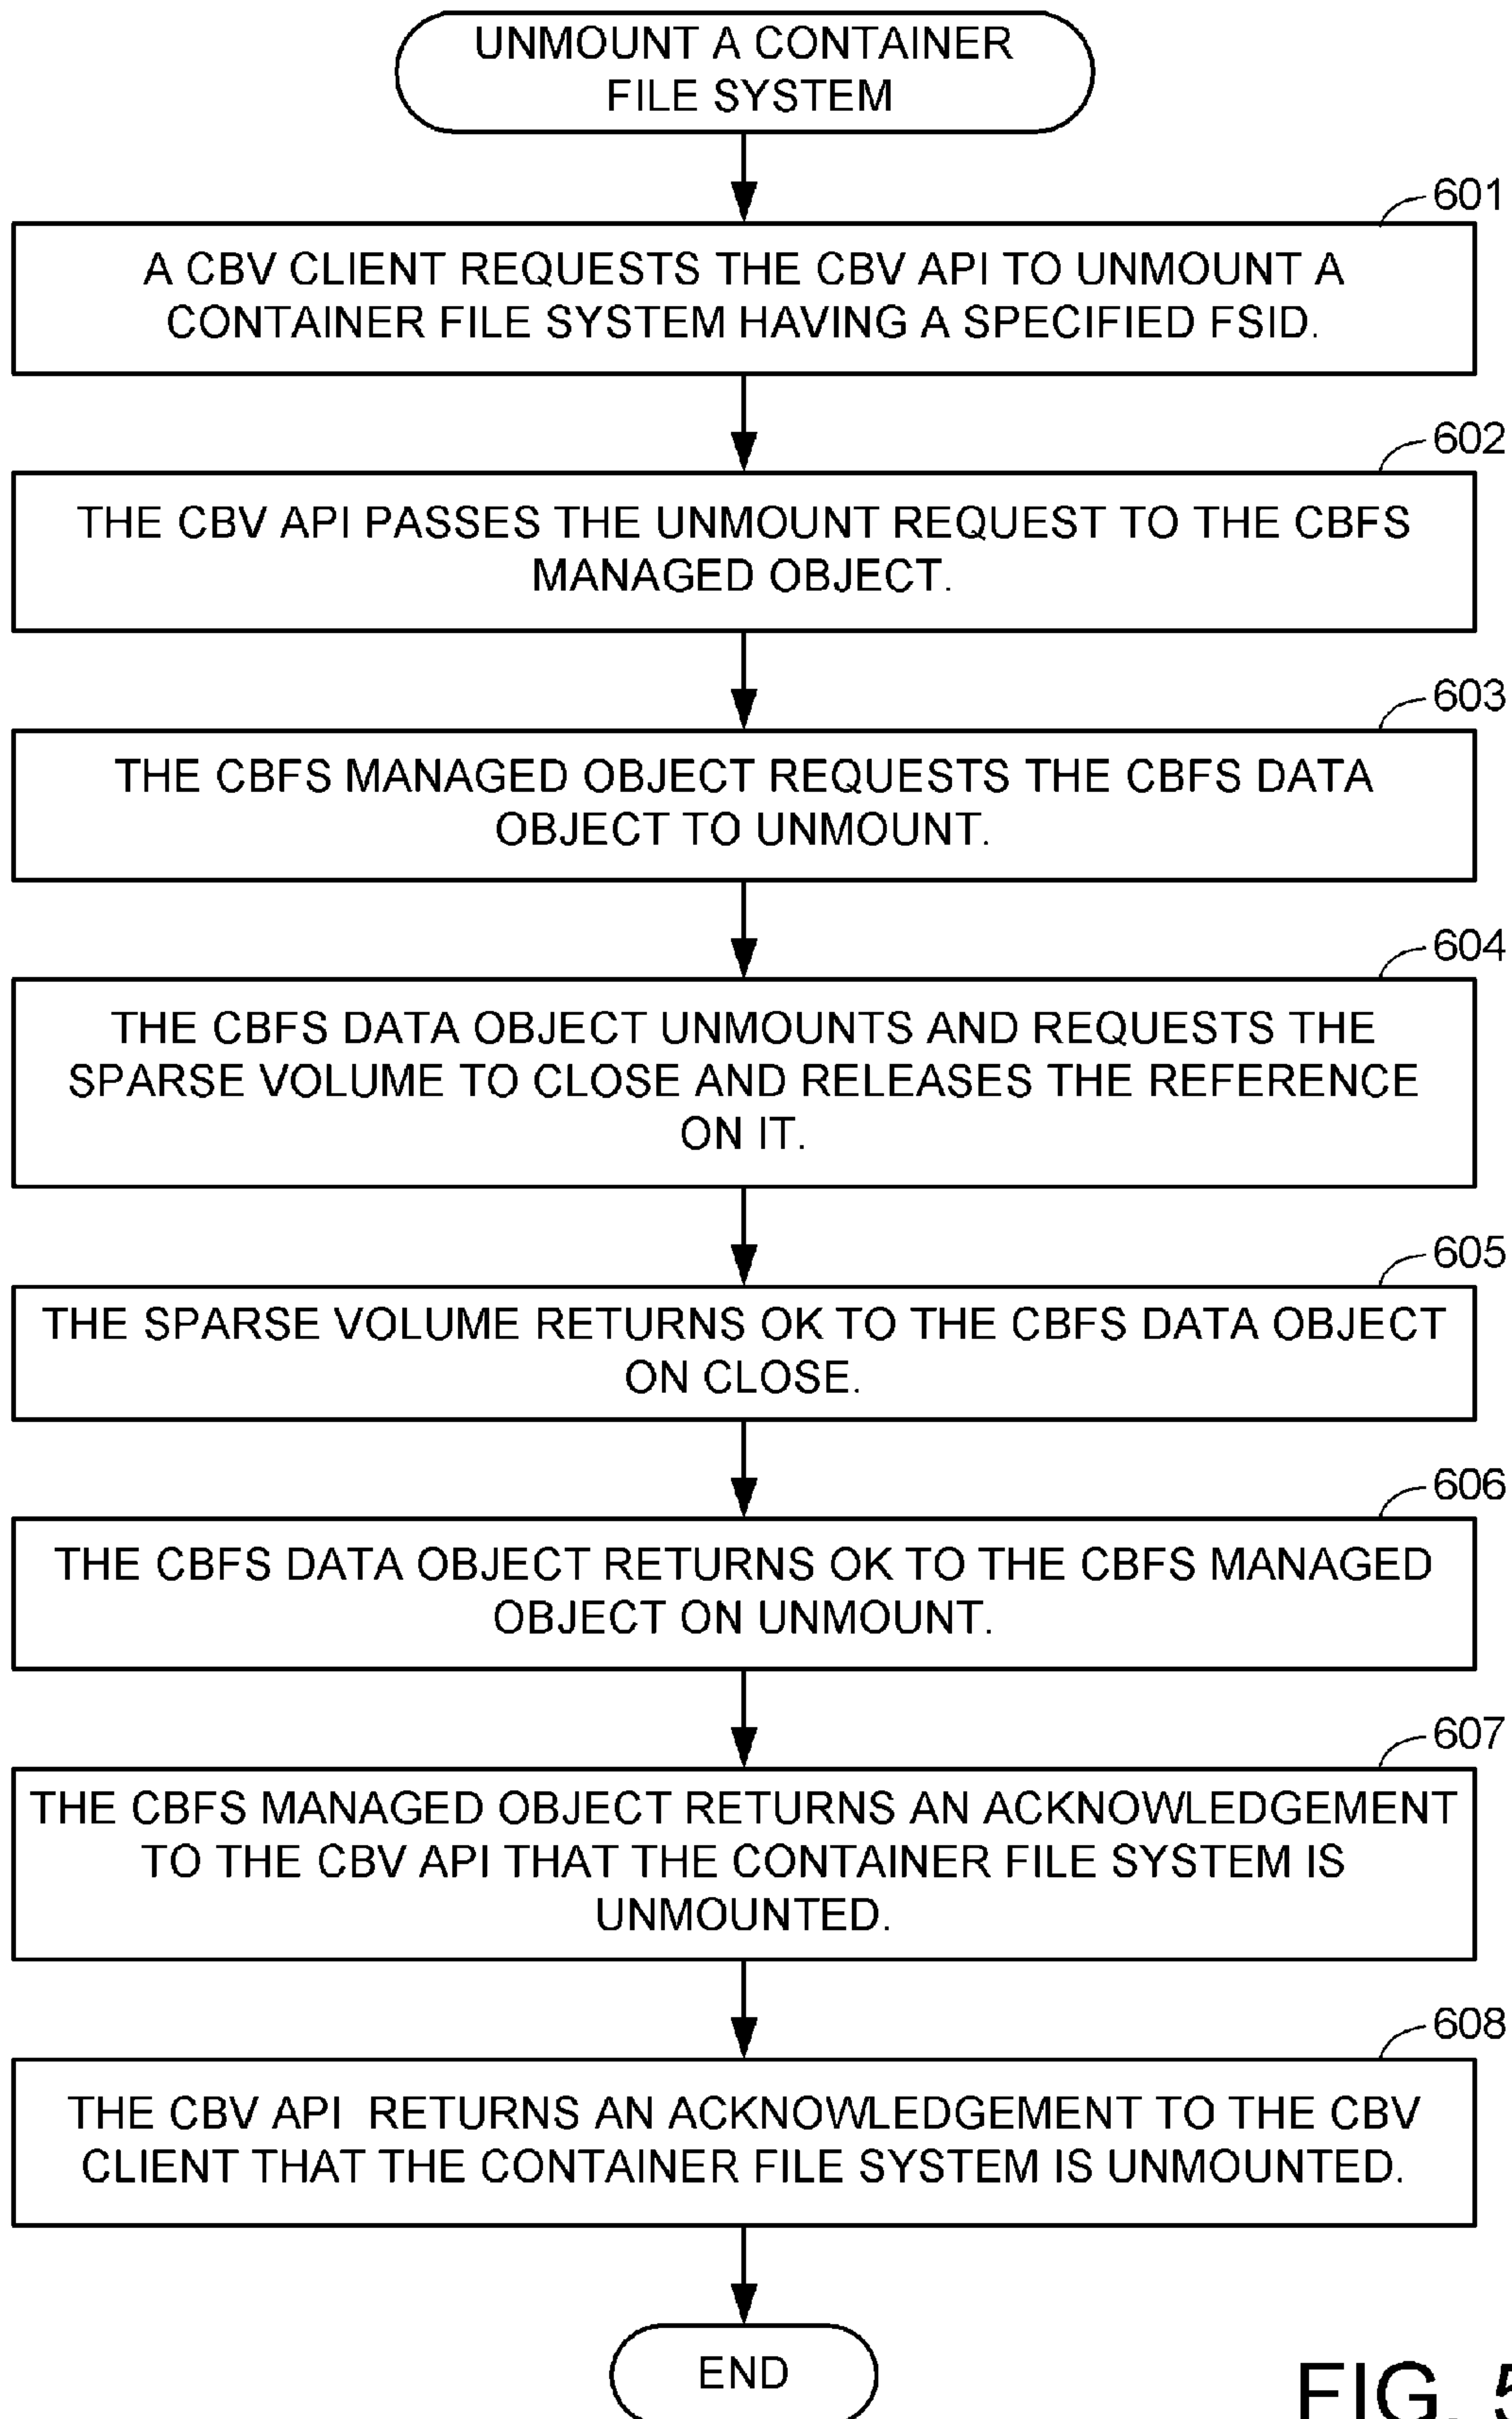 UNMOUNT A CONTAINER
FILE SYSTEM
601
A CBV CLIENT REQUESTS THE CBV API TO UNMOUNT A
CONTAINER FILE SYSTEM HAVING A SPECIFIED FSID.
602
THE CBV API PASSES THE UNMOUNT REQUEST TO THE CBFS
MANAGED OBJECT.
603
THE CBFS MANAGED OBJECT REQUESTS THE CBFS DATA
OBJECT TO UNMOUNT.
604
THE CBFS DATA OBJECT UNMOUNTS AND REQUESTS THE
SPARSE VOLUME TO CLOSE AND RELEASES THE REFERENCE
ON IT.
605
THE SPARSE VOLUME RETURNS OK TO THE CBFS DATA OBJECT
ON CLOSE.
606
THE CBFS DATA OBJECT RETURNS OK TO THE CBFS MANAGED
OBJECT ON UNMOUNT.
607
THE CBFS MANAGED OBJECT RETURNS AN ACKNOWLEDGEMENT
TO THE CBV API THAT THE CONTAINER FILE SYSTEM IS
UNMOUNTED.
608
THE CBV API RETURNS AN ACKNOWLEDGEMENT TO THE CBV
CLIENT THAT THE CONTAINER FILE SYSTEM IS UNMOUNTED.
END
FIG.